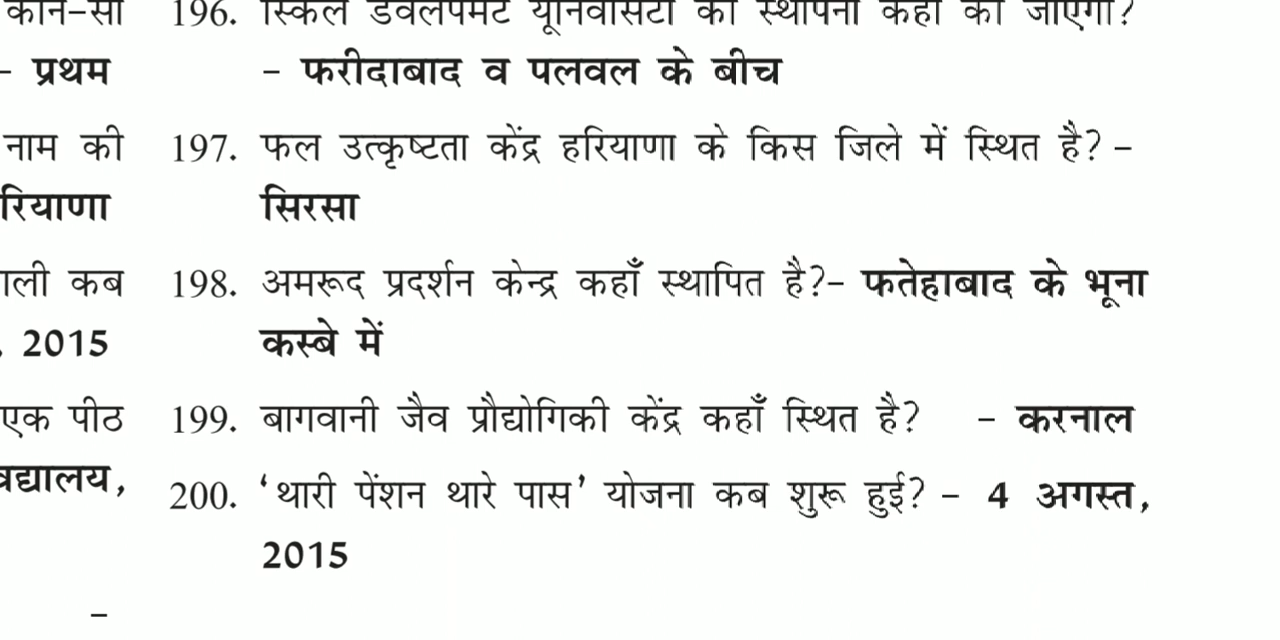 कौन-सी
- प्रथम
नाम की
रियाणा
ाली कब
, 2015
एक पीठ
वद्यालय,
-
196. स्किल डेवलपमेंट यूनिवर्सिटी की स्थापना कहाँ की जाएगी?
- फरीदाबाद व पलवल के बीच
197. फल उत्कृष्टता केंद्र हरियाणा के किस जिले में स्थित है? -
सिरसा
198. अमरूद प्रदर्शन केन्द्र कहाँ स्थापित है?- फतेहाबाद के भूना
कस्बे में
199. बागवानी जैव प्रौद्योगिकी केंद्र कहाँ स्थित है? - करनाल
200. ‘थारी पेंशन थारे पास’ योजना कब शुरू हुई? - 4 अगस्त,
2015